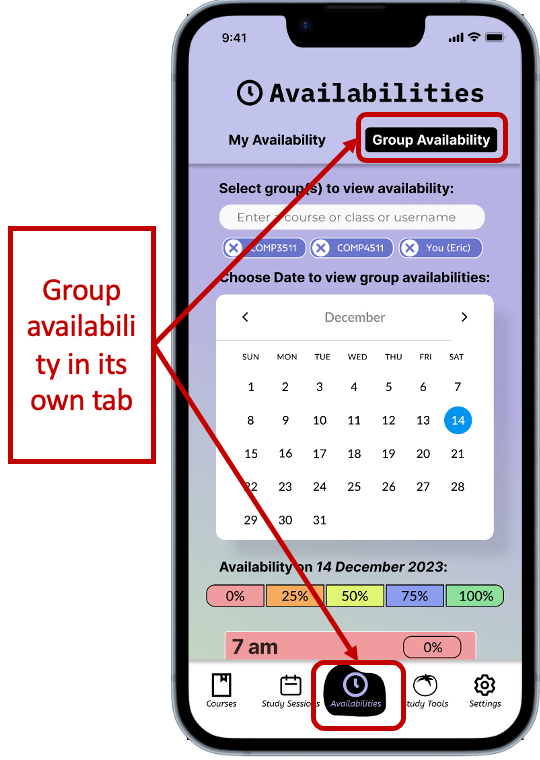 9:41
Availabilities
My Availability
Group Availability
Select group(s) to view availability:
Enter a course or class or username
COMP3511
COMP4511
You (Eric)
Choose Date to view group availabilities:
Group
availabili
ty in its
own tab
December
SUN MON TUE WED THU FRI SAT
1 2 3 4 5 6 7
8 9 10 11 12 13 14
15 16 17 18 19 20 21
22 23 24 25 26 27 28
29 30 31
Availability on 14 December 2023:
0% 25% 50% 75% 100%
7 am 0%
Courses Study Sessions Availabilities Study Tools Settings